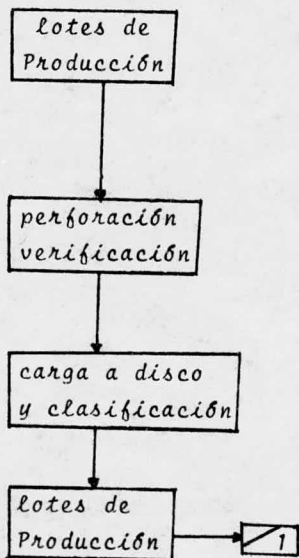 lotes de
Producción
perforación
verificación
carga a disco
y clasificación
lotes de
Producción
1